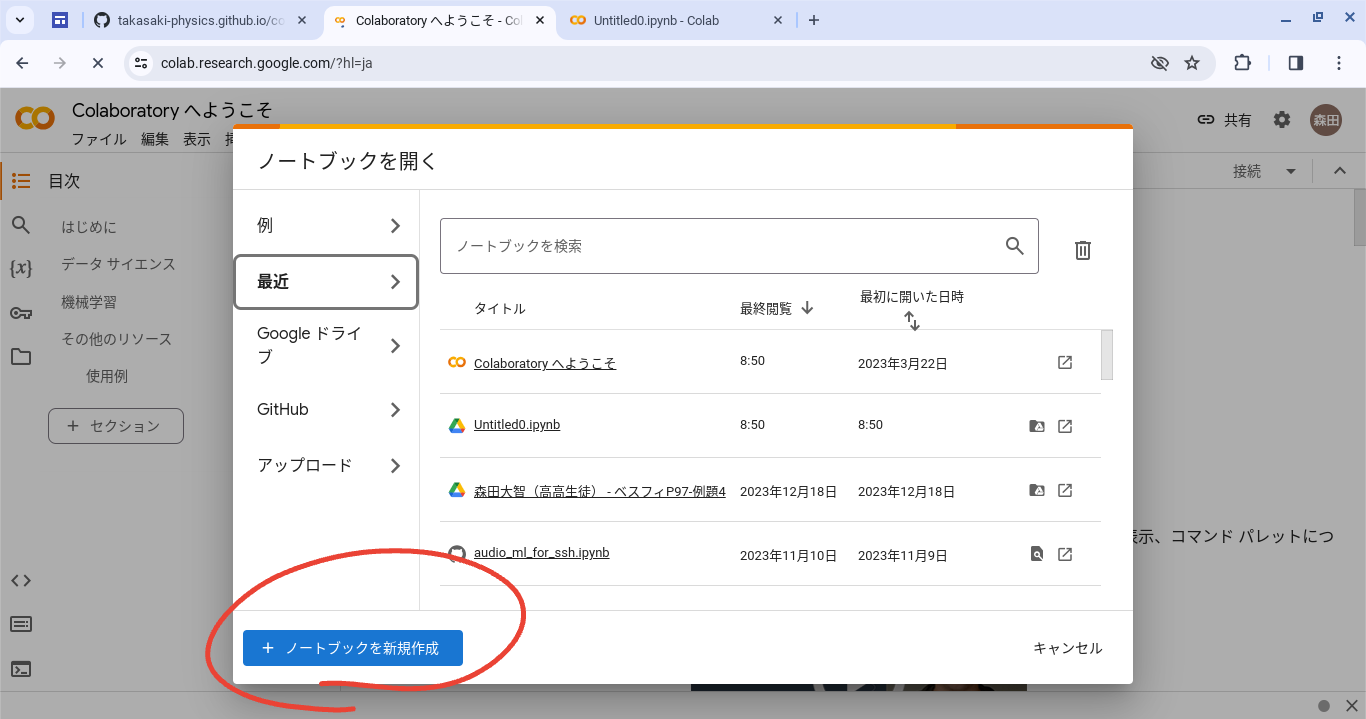 takasaki-physics.github.io/co
Colaboratory へようこそ - Col
Untitled0.ipynb - Colab
colab.research.google.com/?hl=ja
Colaboratory へようこそ
ファイル 編集 表示 挿
共有
森田
ノートブックを開く
目次
接続
例
はじめに
ノートブックを検索
データ サイエンス
最近
機械学習
タイトル
最終閲覧
最初に開いた日時
その他のリソース
Google ドライ
ブ
Colaboratory へようこそ
8:50
2023年3月22日
使用例
GitHub
Untitled0.ipynb
8:50
8:50
+ セクション
アップロード
森田大智（高高生徒） - ベスフィP97-例題4
2023年12月18日
2023年12月18日
audio_ml_for_ssh.ipynb
2023年11月10日
2023年11月9日
表示、コマンド パレットにつ
+ ノートブックを新規作成
キャンセル